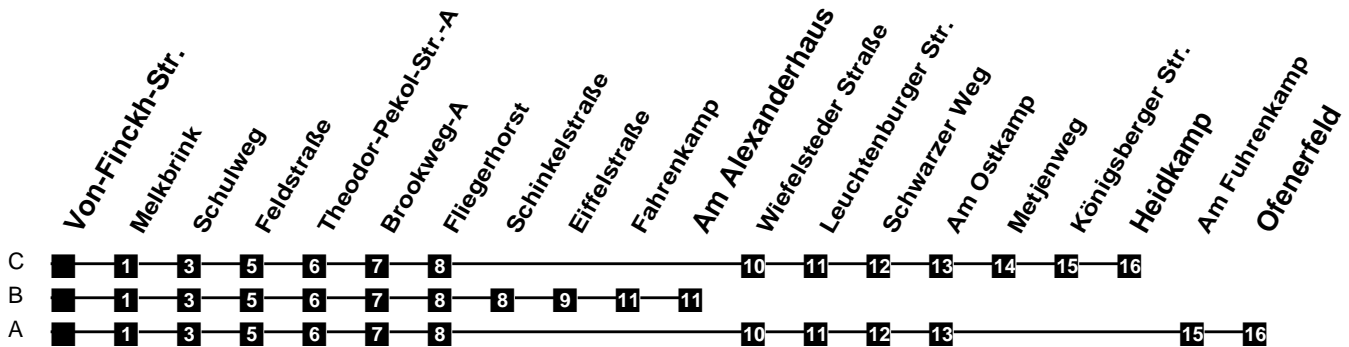 Von-Finckh-Str.
Melkbrink
Schulweg
Feldstraße
Theodor-Pekol-Str.-A
Brookweg-A
Fliegerhorst
Schinkelstraße
Eiffelstraße
Fahrenkamp
Am Alexanderhaus
Wiefelsteder Straße
Leuchtenburger Str.
Schwarzer Weg
Am Ostkamp
Metjenweg
Königsberger Str.
Heidkamp
Am Fuhrenkamp
Ofenerfeld
C 1 3 5 6 7 8 10 11 12 13 14 15 16
B 1 3 5 6 7 8 8 9 11 11
A 1 3 5 6 7 8 10 11 12 13 15 16